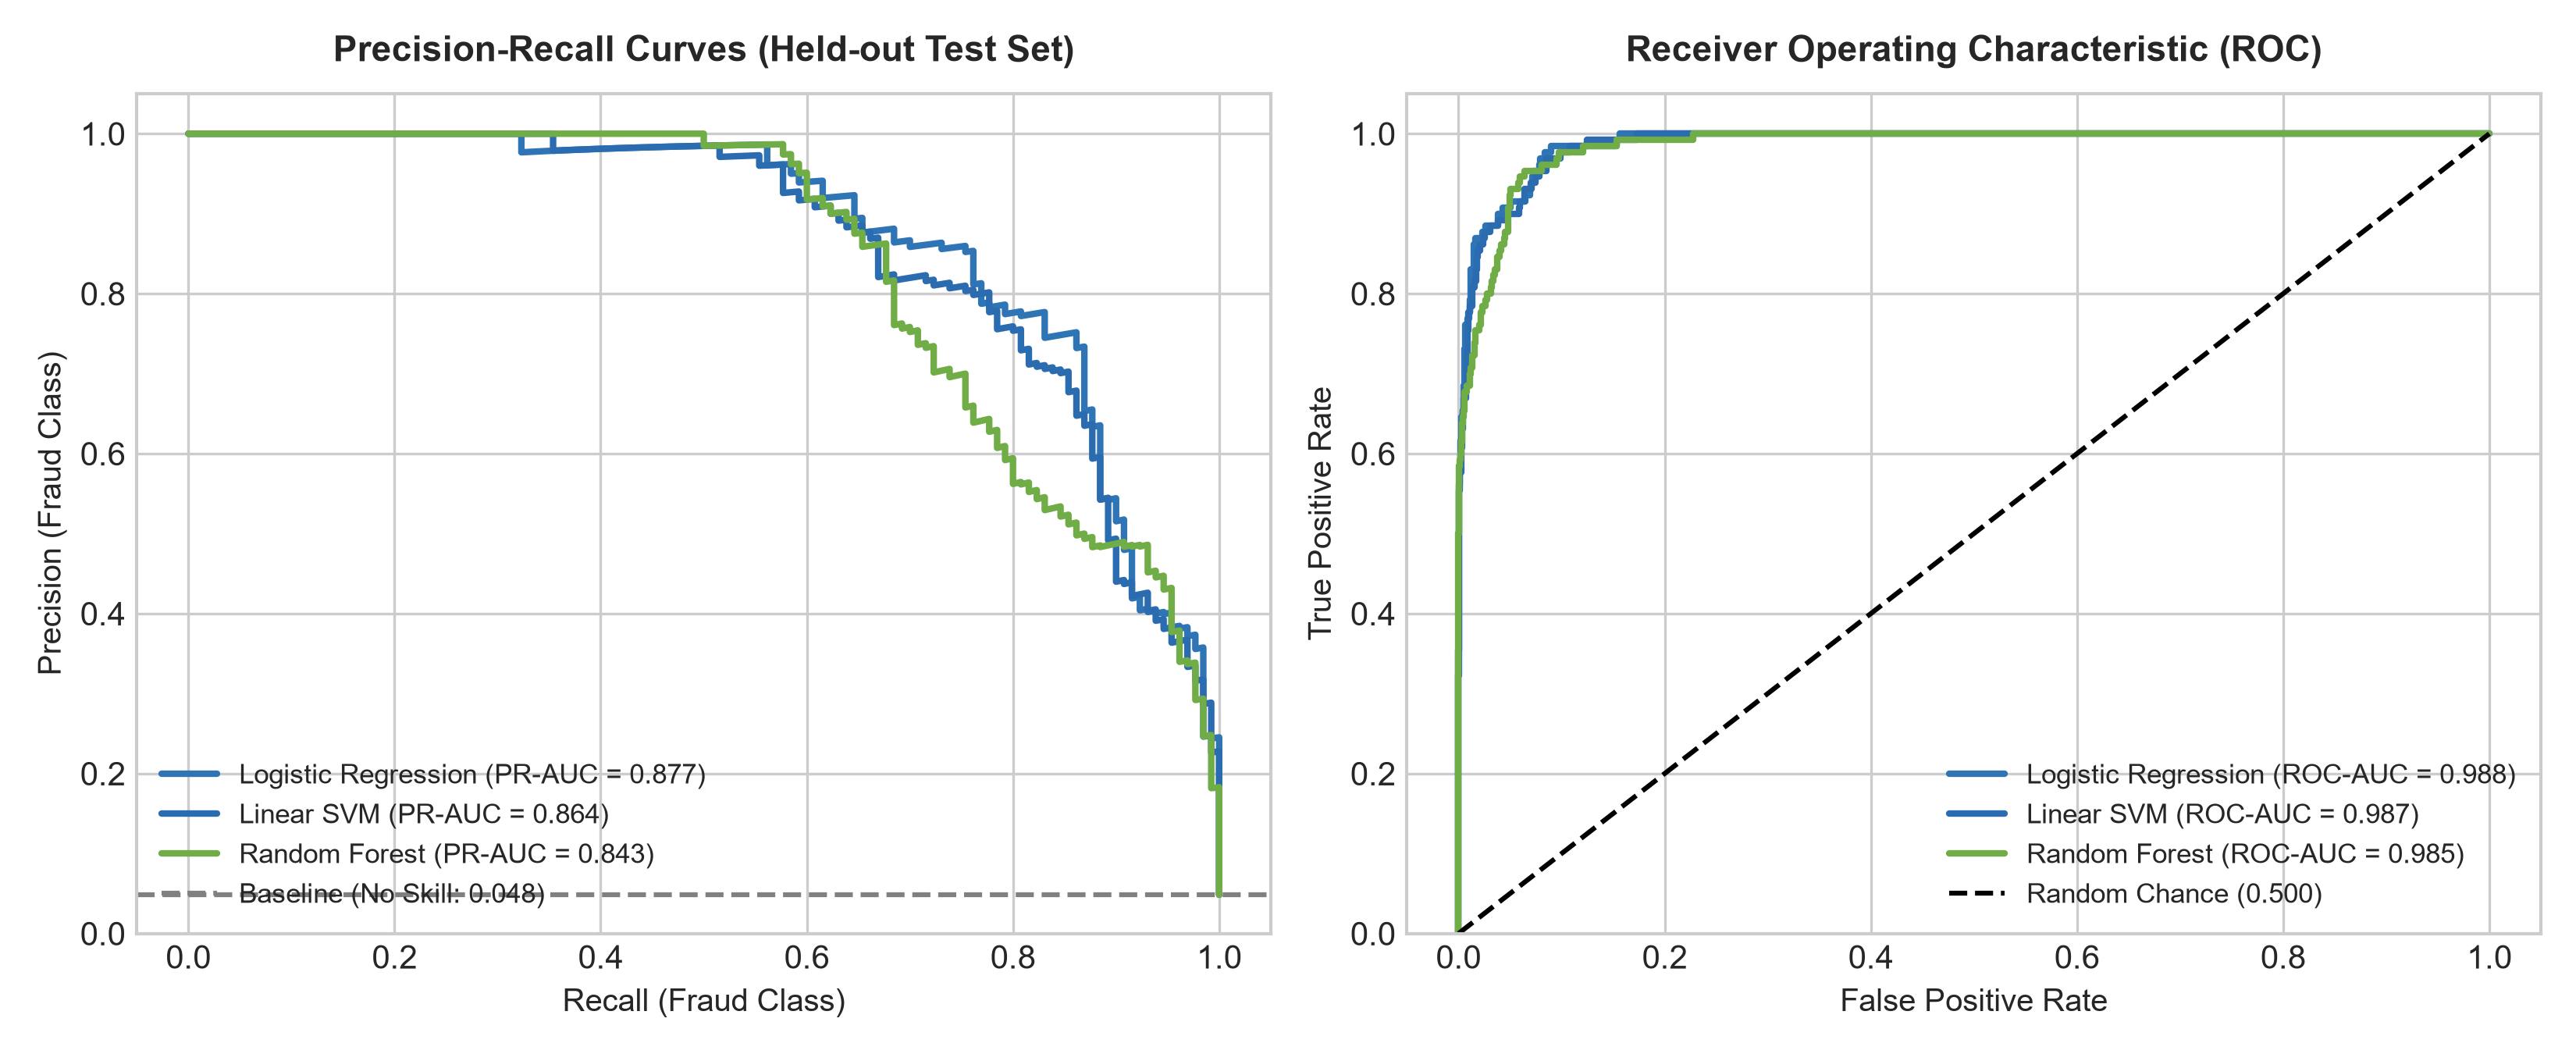 Precision-Recall Curves (Held-out Test Set)
Precision (Fraud Class)
1.0
0.8
0.6
0.4
0.2
0.0
Logistic Regression (PR-AUC = 0.877)
Linear SVM (PR-AUC = 0.864)
Random Forest (PR-AUC = 0.843)
Baseline (No Skill: 0.048)
0.0 0.2 0.4 0.6 0.8 1.0
Recall (Fraud Class)
Receiver Operating Characteristic (ROC)
True Positive Rate
1.0
0.8
0.6
0.4
0.2
0.0
Logistic Regression (ROC-AUC = 0.988)
Linear SVM (ROC-AUC = 0.987)
Random Forest (ROC-AUC = 0.985)
Random Chance (0.500)
0.0 0.2 0.4 0.6 0.8 1.0
False Positive Rate